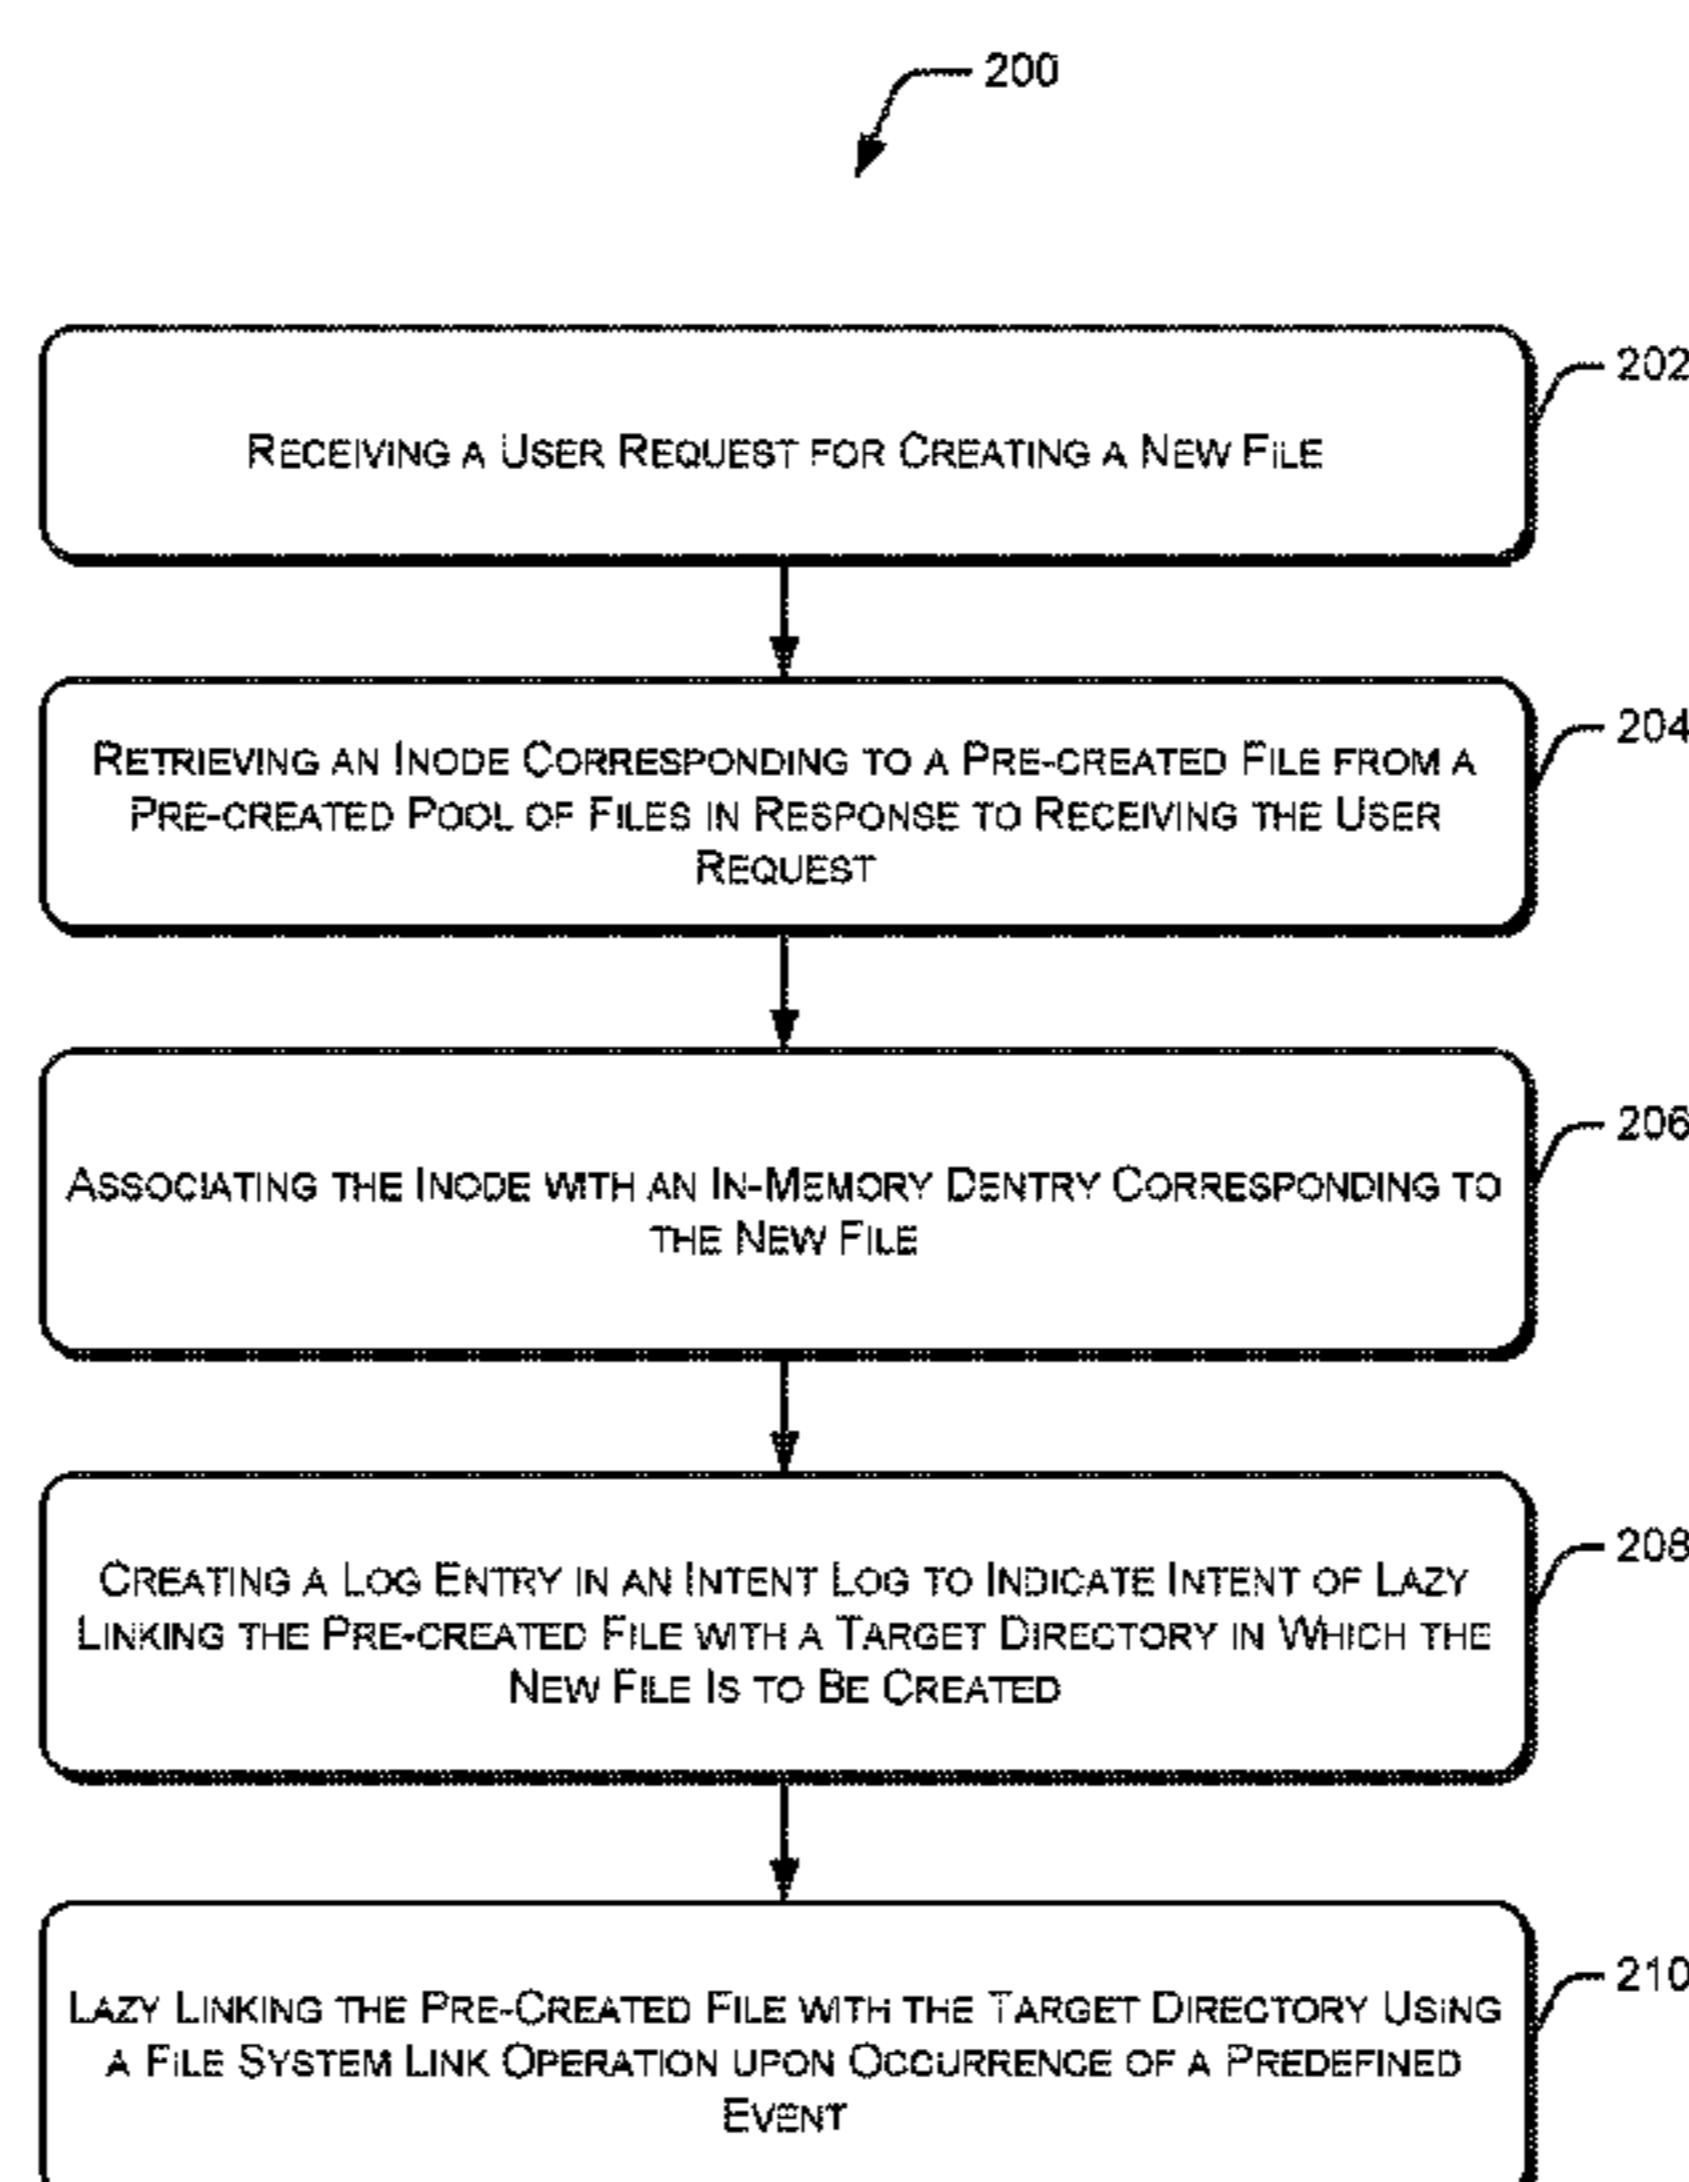 200
RECEIVING A USER REQUEST FOR CREATING A NEW FILE
202
RETRIEVING AN INODE CORRESPONDING TO A PRE-CREATED FILE FROM A
PRE-CREATED POOL OF FILES IN RESPONSE TO RECEIVING THE USER
REQUEST
204
ASSOCIATING THE INODE WITH AN IN-MEMORY DENTRY CORRESPONDING TO
THE NEW FILE
206
CREATING A LOG ENTRY IN AN INTENT LOG TO INDICATE INTENT OF LAZY
LINKING THE PRE-CREATED FILE WITH A TARGET DIRECTORY IN WHICH THE
NEW FILE IS TO BE CREATED
208
LAZY LINKING THE PRE-CREATED FILE WITH THE TARGET DIRECTORY USING
A FILE SYSTEM LINK OPERATION UPON OCCURRENCE OF A PREDEFINED
EVENT
210